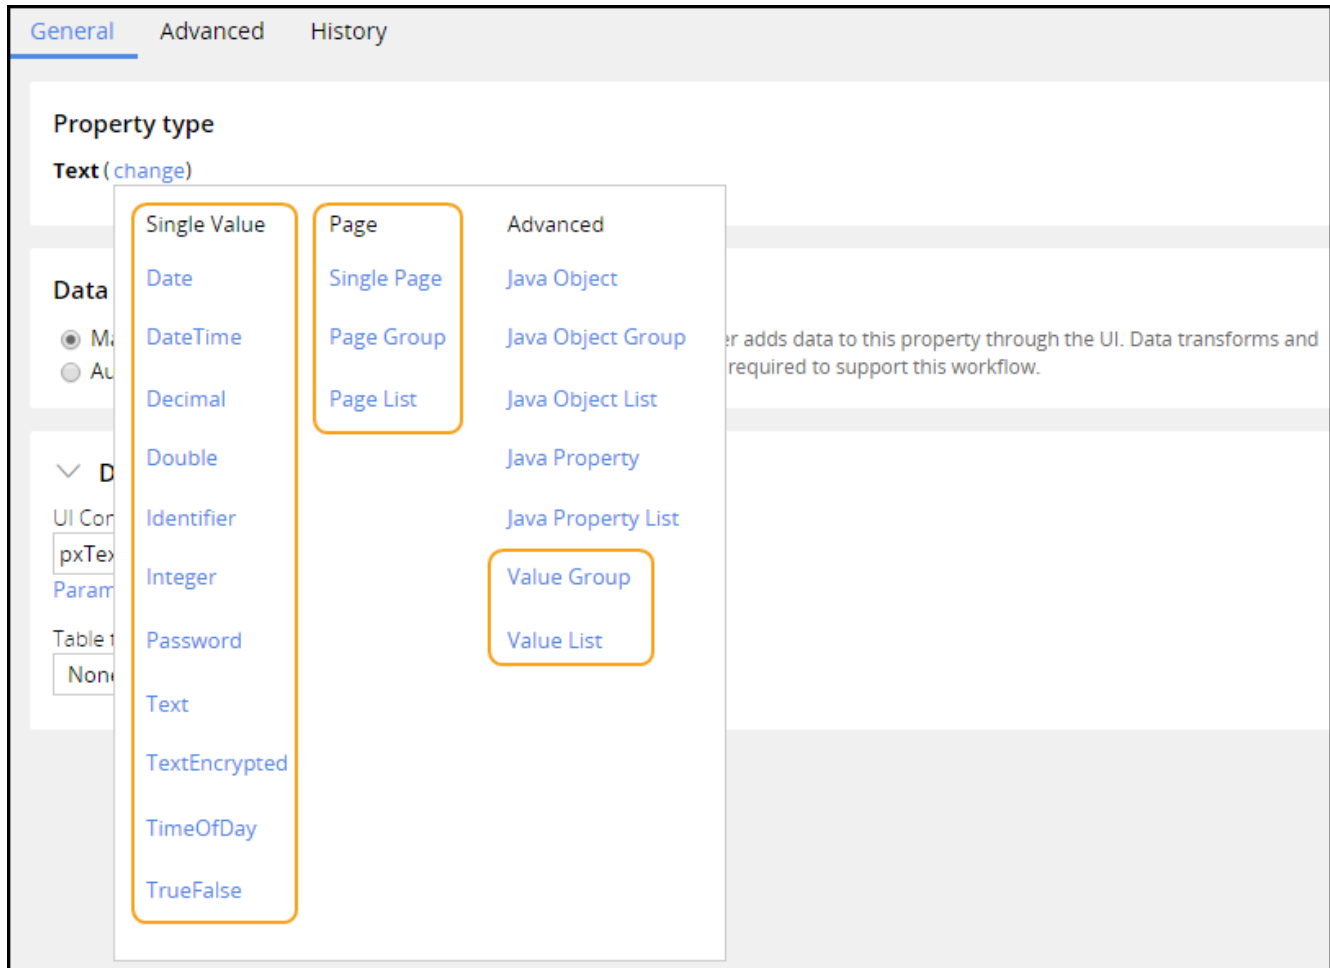 General Advanced History
Property type
Text (change)
Single Value Page Advanced
Date Single Page Java Object
DateTime Page Group Java Object Group
Decimal Page List Java Object List
Double Java Property
Identifier Java Property List
Integer Value Group
Password Value List
Text
TextEncrypted
TimeOfDay
TrueFalse
Data
adds data to this property through the UI. Data transforms and
required to support this workflow.
D
UI
Table